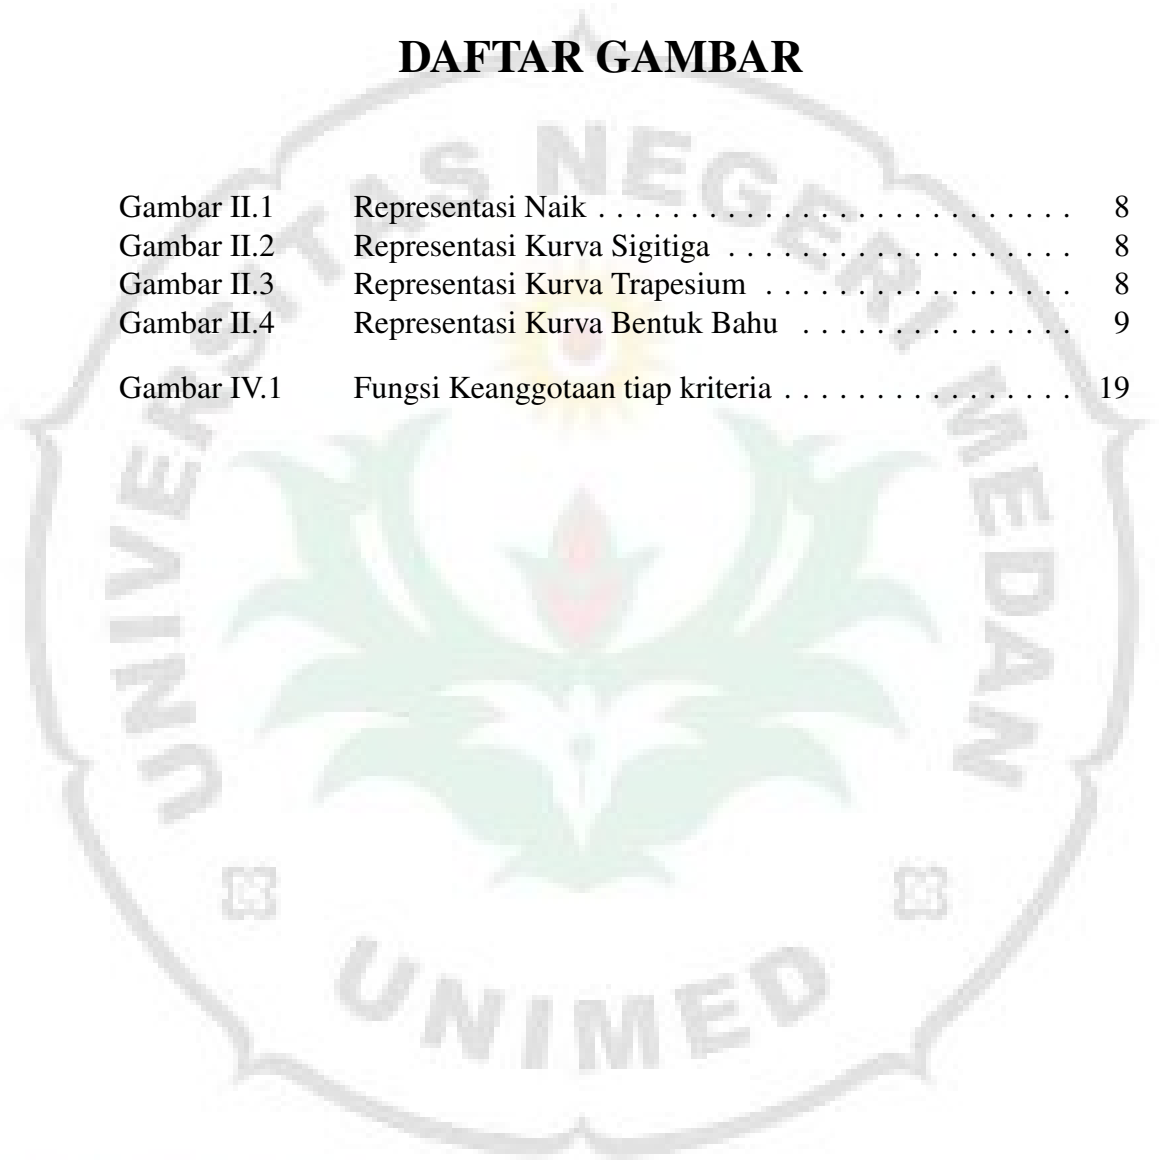 DAFTAR GAMBAR
Gambar II.1 Representasi Naik . . . . . . . . . . . . . . . . . . . . . . . . . . 8
Gambar II.2 Representasi Kurva Sigitiga . . . . . . . . . . . . . . . . . . . 8
Gambar II.3 Representasi Kurva Trapesium . . . . . . . . . . . . . . . . . 8
Gambar II.4 Representasi Kurva Bentuk Bahu . . . . . . . . . . . . . . . 9
Gambar IV.1 Fungsi Keanggotaan tiap kriteria . . . . . . . . . . . . . . . . 19
UNIVERSITAS NEGERI MEDAN
UNIMED